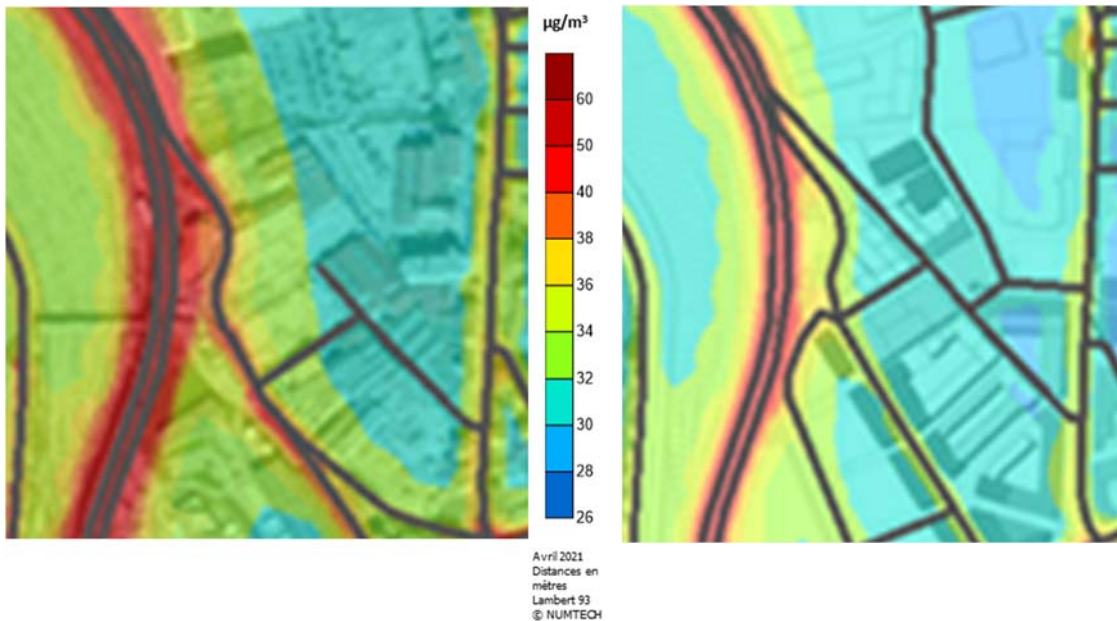 µg/m³
60
50
40
38
36
34
32
30
28
26
Avril 2021
Distances en
mètres
Lambert 93
© NUMTECH